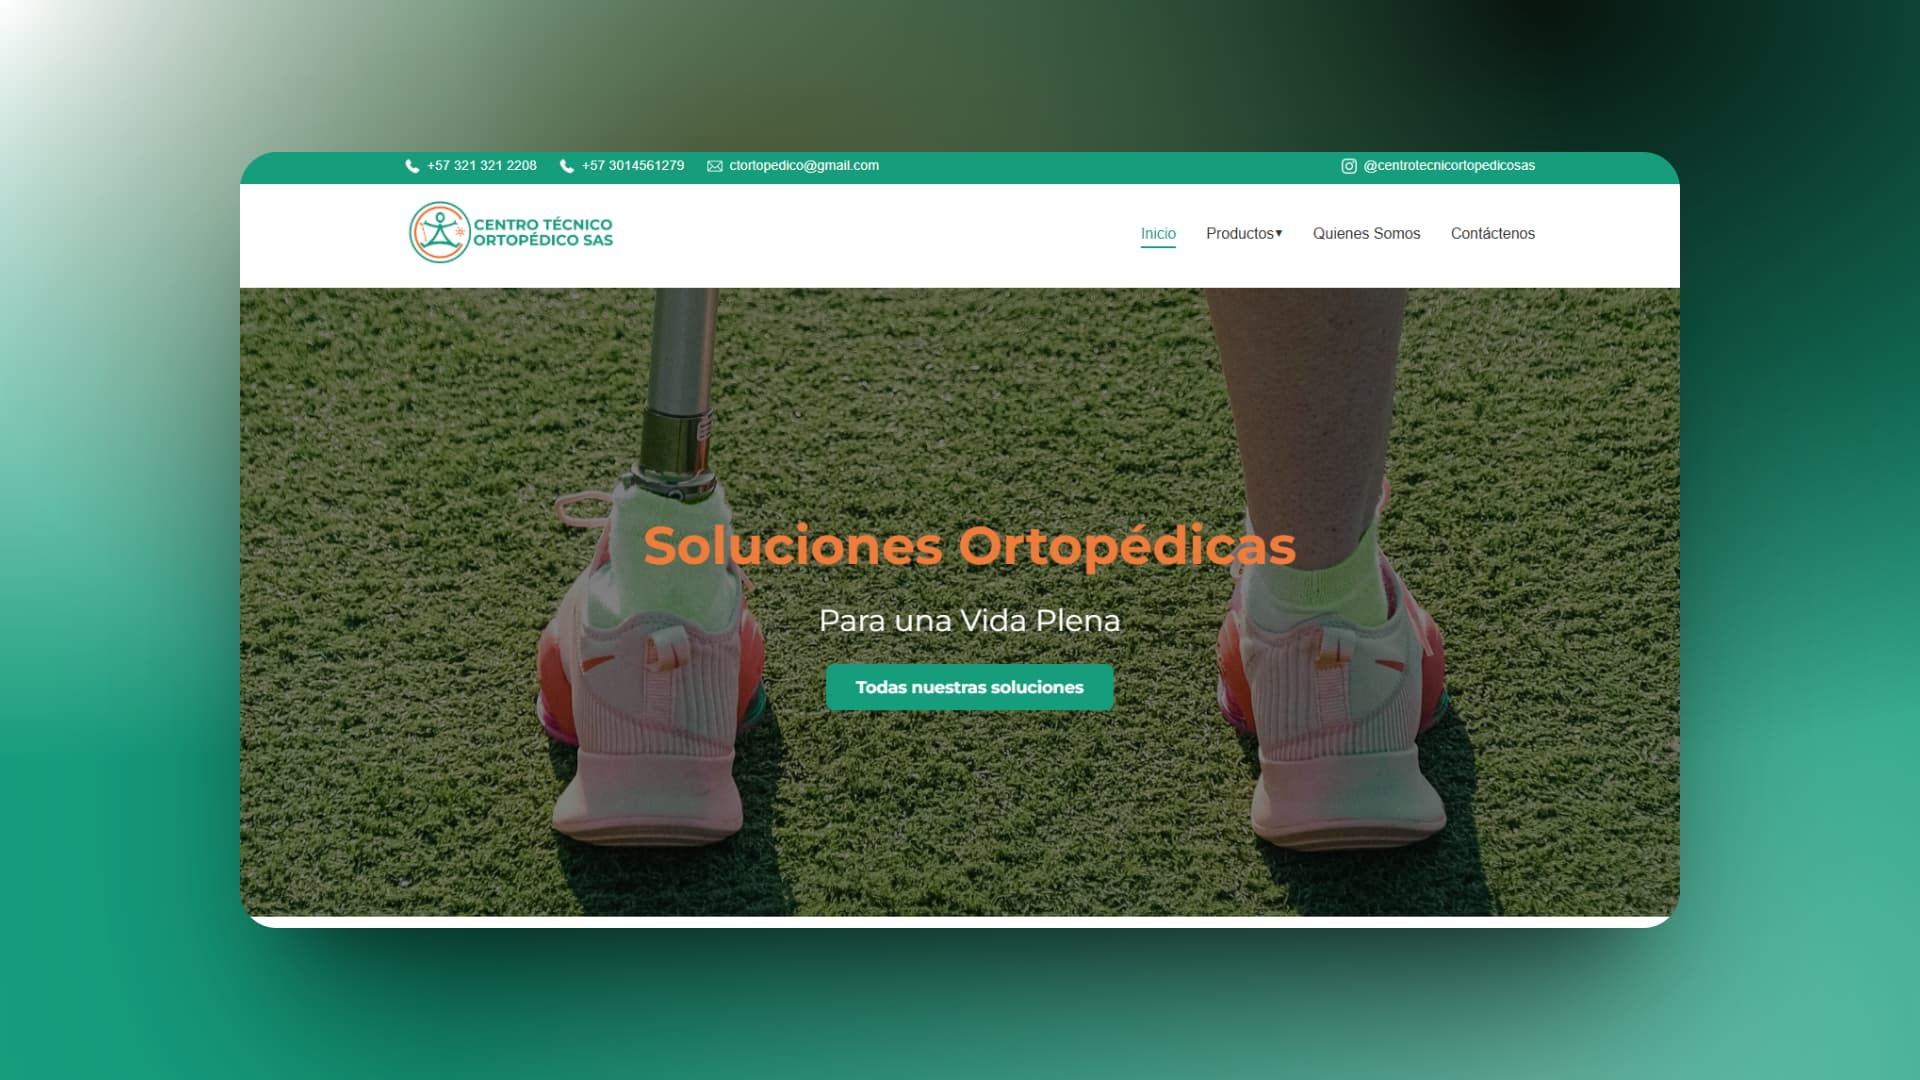 +57 321 321 2208
+57 3014561279
ctortopedico@gmail.com
@centrotecnicortopedicosas
CENTRO TÉCNICO
ORTOPÉDICO SAS
Inicio
Productos▾
Quienes Somos
Contáctenos
Soluciones Ortopédicas
Para una Vida Plena
Todas nuestras soluciones